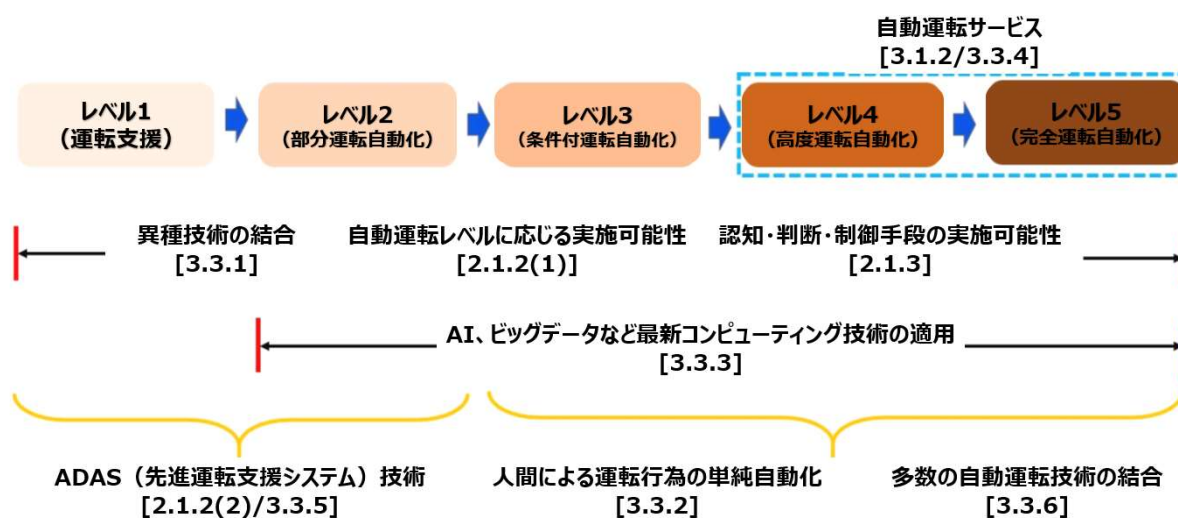 自動運転サービス
[3.1.2/3.3.4]
レベル1
（運転支援）
レベル2
（部分運転自動化）
レベル3
（条件付運転自動化）
レベル4
（高度運転自動化）
レベル5
（完全運転自動化）
異種技術の結合
[3.3.1]
自動運転レベルに応じる実施可能性
[2.1.2(1)]
認知・判断・制御手段の実施可能性
[2.1.3]
AI、ビッグデータなど最新コンピューティング技術の適用
[3.3.3]
ADAS（先進運転支援システム）技術
[2.1.2(2)/3.3.5]
人間による運転行為の単純自動化
[3.3.2]
多数の自動運転技術の結合
[3.3.6]